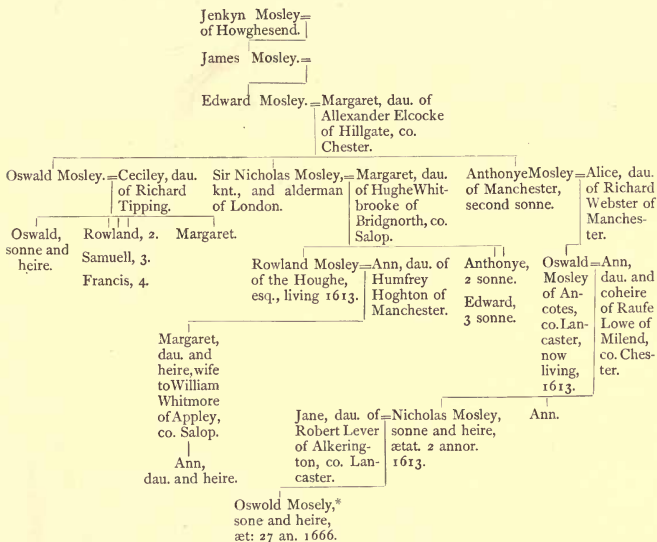 Jenkyn Mosley=
of Howghesend.
James Mosley.=
Edward Mosley.=Margaret, dau. of
Allexander Elcocke
of Hillgate, co.
Chester.
Oswald Mosley.=Ceciley, dau.
of Richard
Tipping.
Sir Nicholas Mosley,=Margaret, dau.
knt., and alderman
of London.
of Hughe Whit-
brooke of
Bridgnorth, co.
Salop.
Anthonye Mosley=Alice, dau.
of Manchester,
second sonne.
of Richard
Webster of
Manches-
ter.
Oswald,
sonne and
heire.
Rowland, 2.
Samuell, 3.
Francis, 4.
Margaret.
Rowland Mosley=Ann, dau. of
of the Houghe,
esq., living 1613.
Humfrey
Hoghton of
Manchester.
Anthonye,
2 sonne.
Edward,
3 sonne.
Oswald=Ann,
Mosley
of An-
cotes,
co. Lan-
caster,
now
living,
1613.
dau. and
coheire
of Raufe
Lowe of
Milend,
co. Ches-
ter.
Margaret,
dau. and
heire, wife
to William
Whitmore
of Appley,
co. Salop.
Ann,
dau. and heire.
Jane, dau. of=Nicholas Mosley,
Robert Lever
of Alkering-
ton, co. Lan-
caster.
sonne and heire,
ætat. 2 annor.
1613.
Ann.
Oswold Mosely,*
sone and heire,
æt: 27 an. 1666.